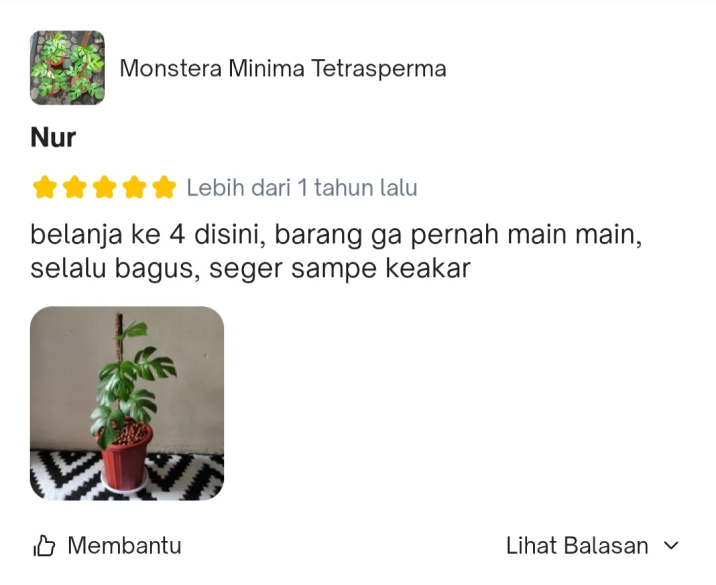 Monstera Minima Tetrasperma
Nur
Lebih dari 1 tahun lalu
belanja ke 4 disini, barang ga pernah main main,
selalu bagus, seger sampe keakar
Membantu
Lihat Balasan